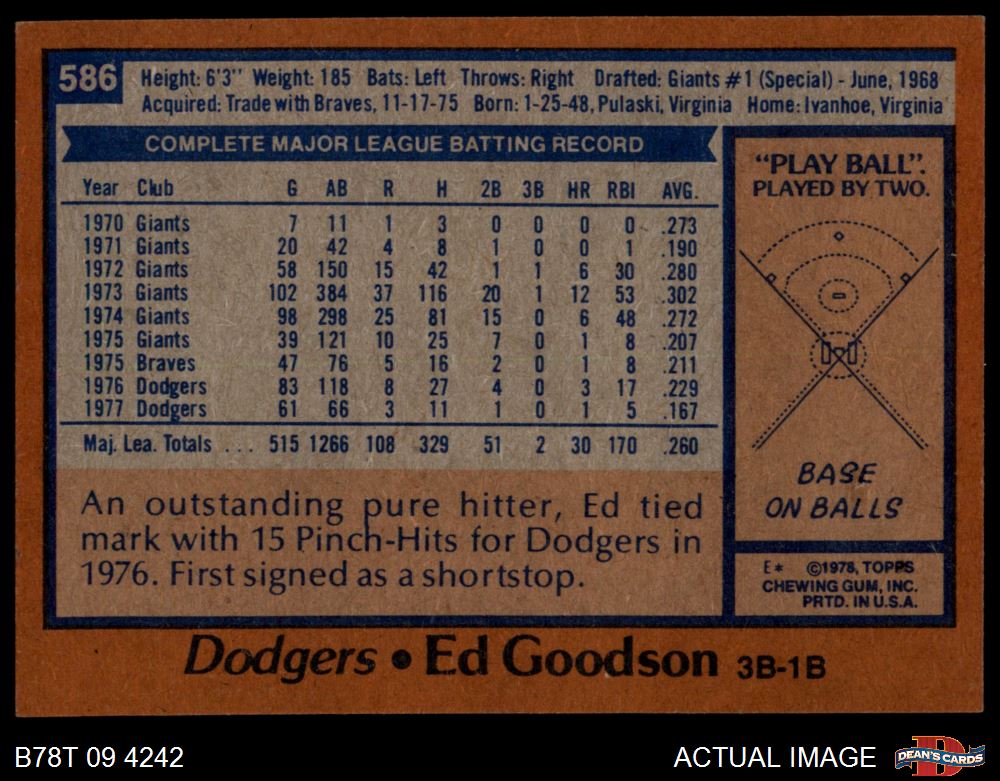 586
Height: 6'3" Weight: 185 Bats: Left Throws: Right Drafted: Giants #1 (Special) - June, 1968
Acquired: Trade with Braves, 11-17-75 Born: 1-25-48, Pulaski, Virginia Home: Ivanhoe, Virginia
COMPLETE MAJOR LEAGUE BATTING RECORD
Year Club G AB R H 2B 3B HR RBI AVG.
1970 Giants 7 11 1 3 0 0 0 0 .273
1971 Giants 20 42 4 8 1 0 0 1 .190
1972 Giants 58 150 15 42 1 1 6 30 .280
1973 Giants 102 384 37 116 20 1 12 53 .302
1974 Giants 98 298 25 81 15 0 6 48 .272
1975 Giants 39 121 10 25 7 0 1 8 .207
1975 Braves 47 76 5 16 2 0 1 8 .211
1976 Dodgers 83 118 8 27 4 0 3 17 .229
1977 Dodgers 61 66 3 11 1 0 1 5 .167
Maj. Lea. Totals ... 515 1266 108 329 51 2 30 170 .260
An outstanding pure hitter, Ed tied
mark with 15 Pinch-Hits for Dodgers in
1976. First signed as a shortstop.
"PLAY BALL".
PLAYED BY TWO.
BASE
ON BALLS
E* ©1978, TOPPS
CHEWING GUM, INC.
PRTD. IN U.S.A.
Dodgers • Ed Goodson 3B-1B
B78T 09 4242
ACTUAL IMAGE
D
DEAN'S CARDS